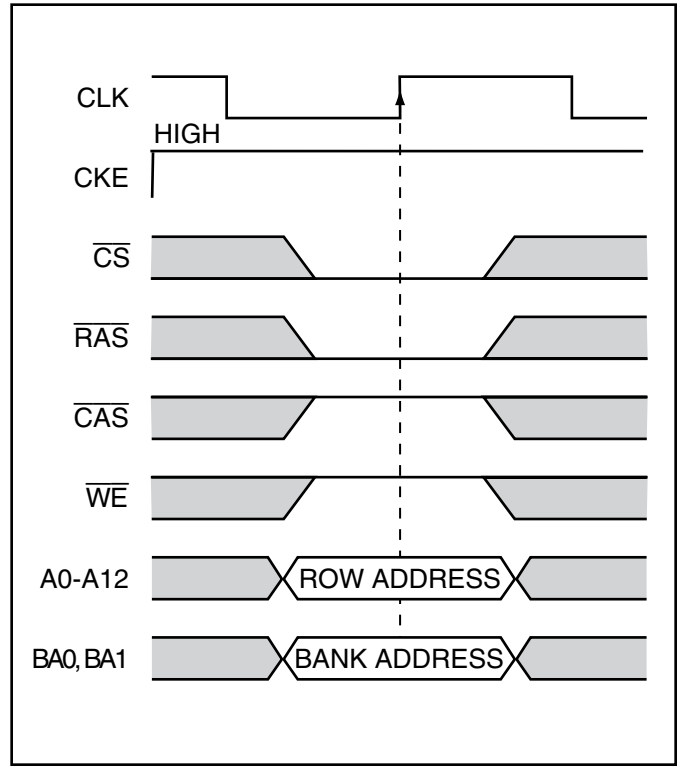 CLK
HIGH
CKE
CS
RAS
CAS
WE
A0-A12 ROW ADDRESS
BA0, BA1 BANK ADDRESS